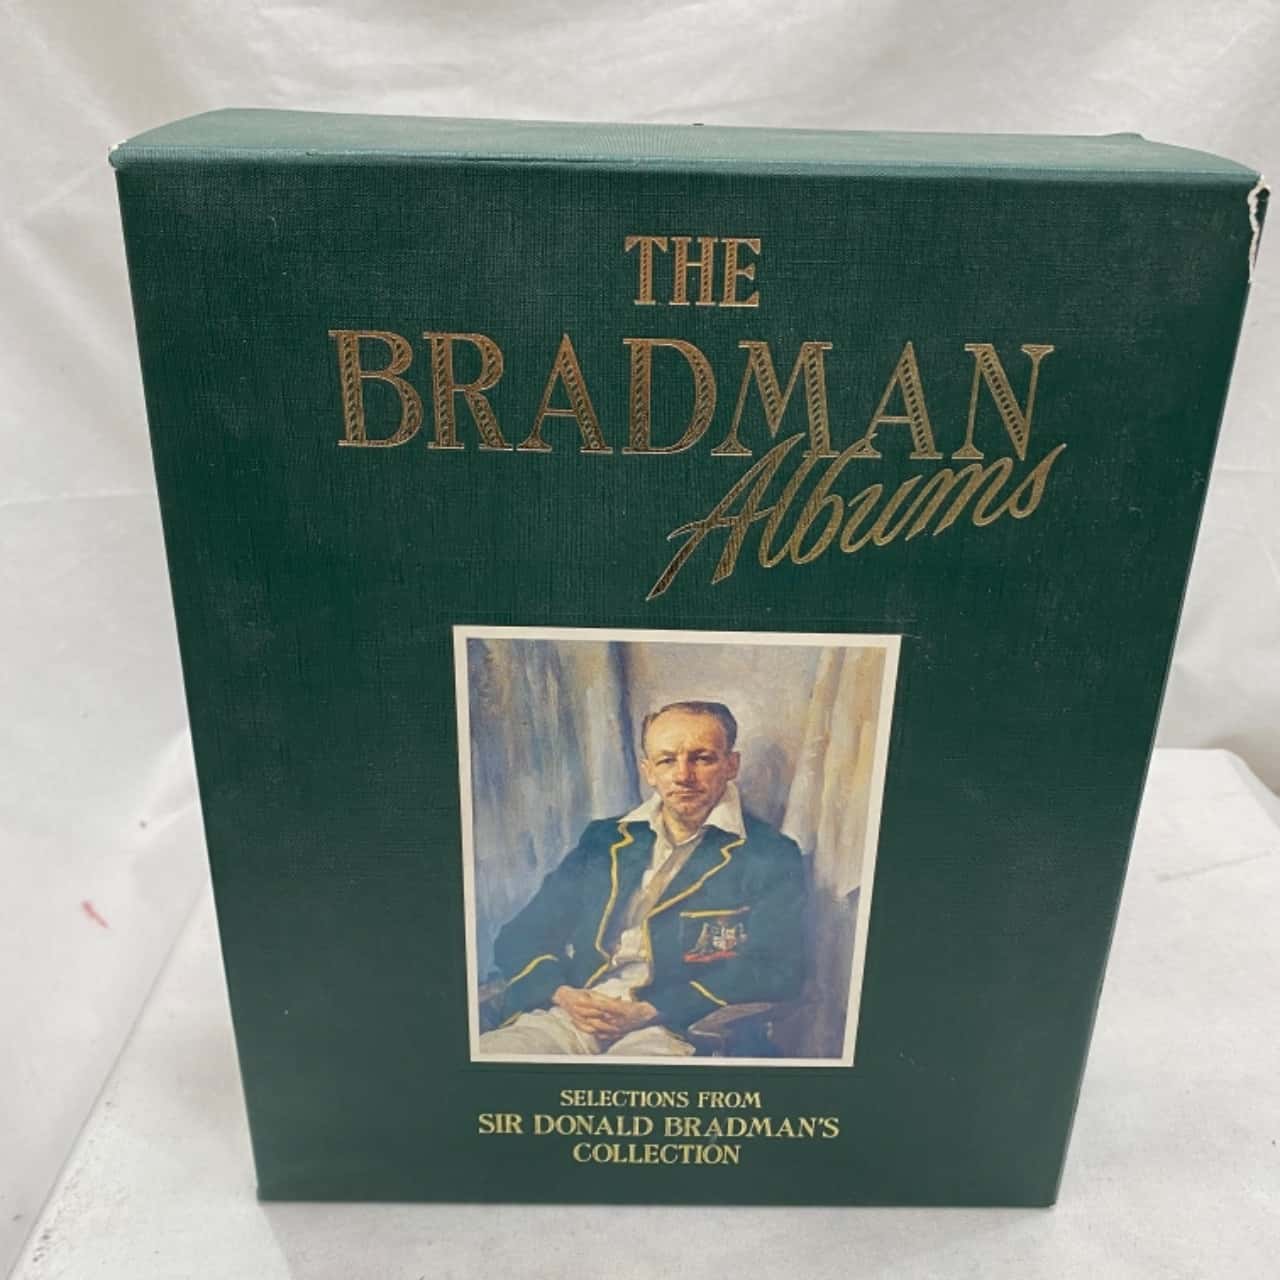 THE
BRADMAN
Albums
SELECTIONS FROM
SIR DONALD BRADMAN'S
COLLECTION